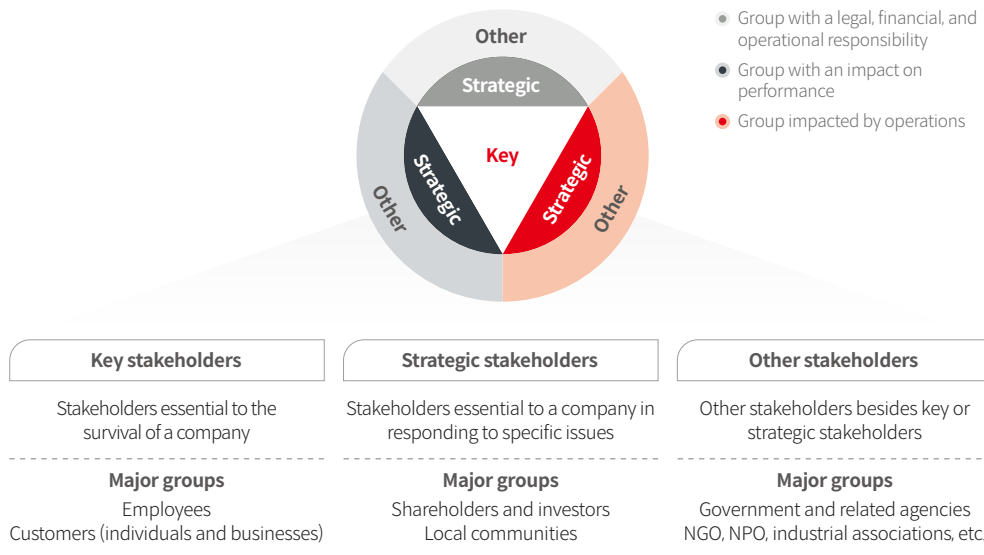 Other
Strategic
Key
Strategic
Other
Strategic
Other
Group with a legal, financial, and
operational responsibility
Group with an impact on
performance
Group impacted by operations
Key stakeholders
Stakeholders essential to the
survival of a company
Major groups
Employees
Customers (individuals and businesses)
Strategic stakeholders
Stakeholders essential to a company in
responding to specific issues
Major groups
Shareholders and investors
Local communities
Other stakeholders
Other stakeholders besides key or
strategic stakeholders
Major groups
Government and related agencies
NGO, NPO, industrial associations, etc.